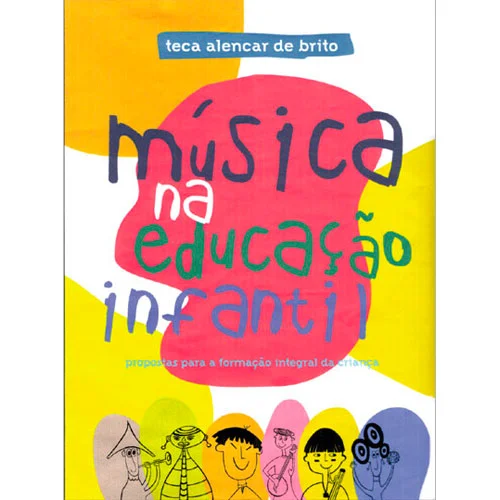 teca alencar de brito
música
na
educação
infantil
propostas para a formação integral da criança